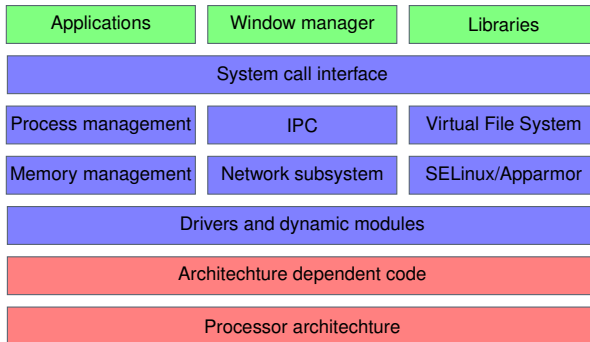 Applications
Window manager
Libraries
System call interface
Process management
IPC
Virtual File System
Memory management
Network subsystem
SELinux/Apparmor
Drivers and dynamic modules
Architechture dependent code
Processor architechture